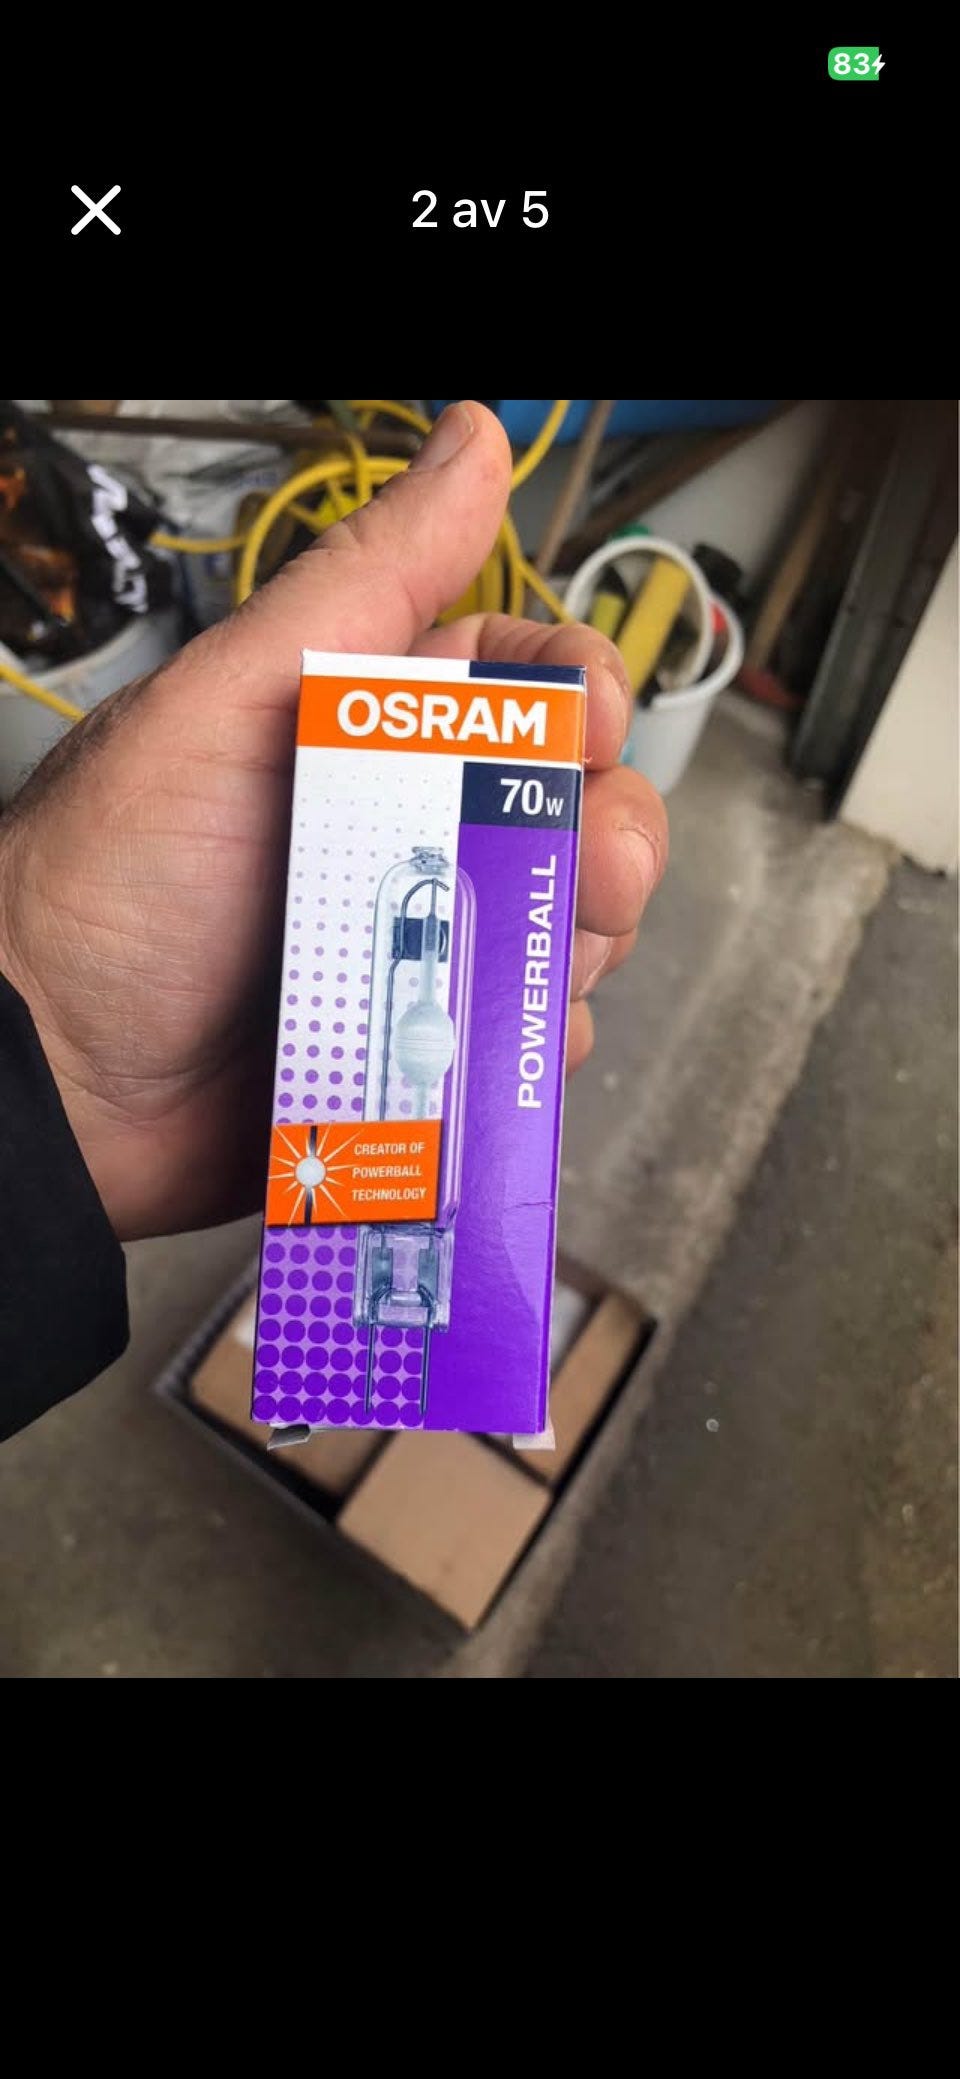 83
2 av 5
OSRAM
70W
POWERBALL
CREATOR OF
POWERBALL
TECHNOLOGY